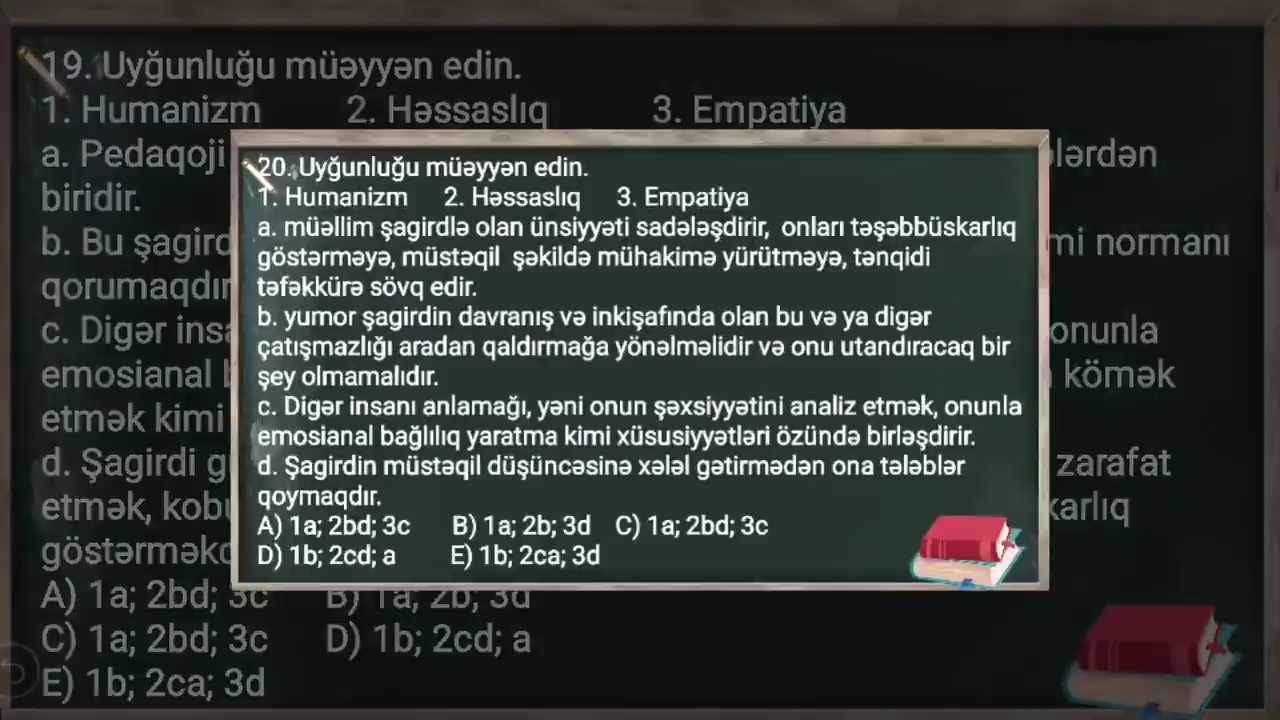 19. Uyğunluğu müəyyən edin.
1. Humanizm 2. Həssaslıq 3. Empatiya
a. Pedaqoji lərdən
biridir.
b. Bu şagird mi normanı
qorumaqdır
c. Digər insa onunla
emosianal kömək
etmək kimi
d. Şagirdi zarafat
etmək, kobu karlıq
göstərməkd
A) 1a; 2bd; 3c B) 1a; 2b; 3d
C) 1a; 2bd; 3c D) 1b; 2cd; a
E) 1b; 2ca; 3d
20. Uyğunluğu müəyyən edin.
1. Humanizm 2. Həssaslıq 3. Empatiya
a. müəllim şagirdlə olan ünsiyyəti sadələşdirir, onları təşəbbüskarlıq
göstərməyə, müstəqil şəkildə mühakimə yürütməyə, tənqidi
təfəkkürə sövq edir.
b. yumor şagirdin davranış və inkişafında olan bu və ya digər
çatışmazlığı aradan qaldırmağa yönəlməlidir və onu utandıracaq bir
şey olmamalıdır.
c. Digər insanı anlamağı, yəni onun şəxsiyyətini analiz etmək, onunla
emosianal bağlılıq yaratma kimi xüsusiyyətləri özündə birləşdirir.
d. Şagirdin müstəqil düşüncəsinə xələl gətirmədən ona tələblər
qoymaqdır.
A) 1a; 2bd; 3c B) 1a; 2b; 3d C) 1a; 2bd; 3c
D) 1b; 2cd; a E) 1b; 2ca; 3d